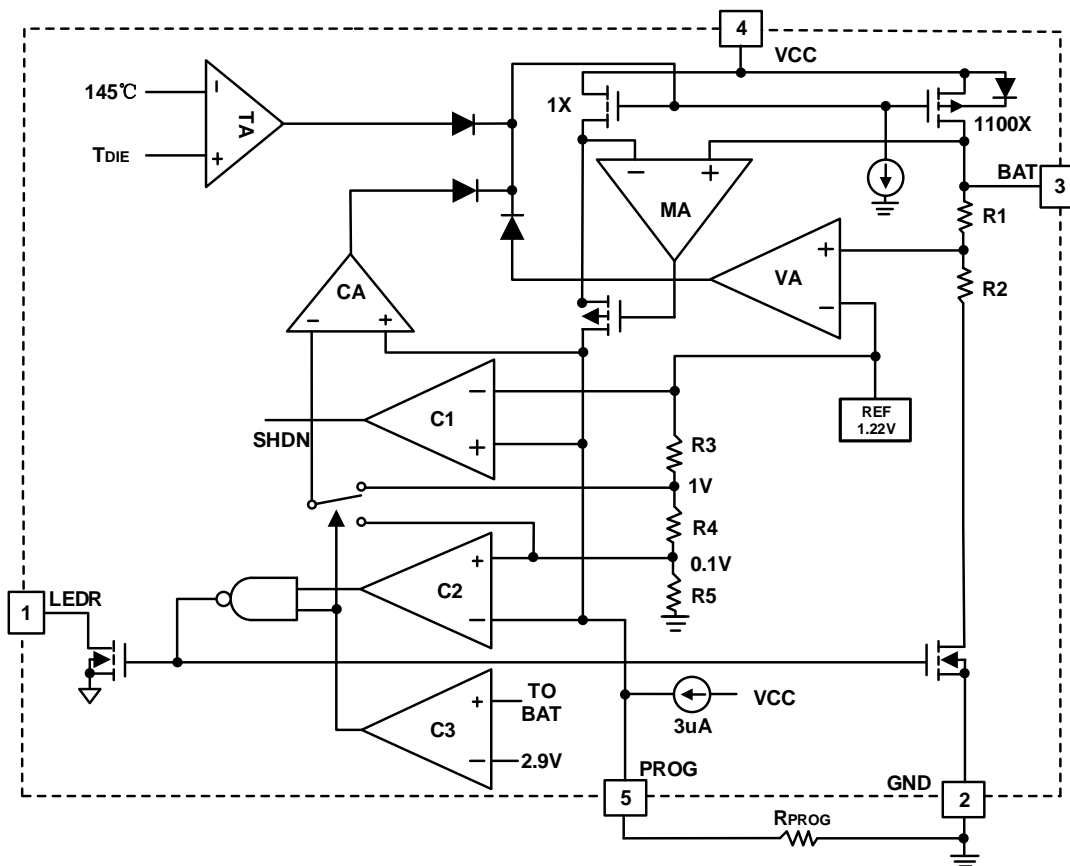 4
VCC
145℃
TA
TDIE
1X
1100X
MA
BAT
3
R1
VA
R2
CA
C1
SHDN
REF
1.22V
R3
1V
R4
0.1V
C2
R5
LEDR
1
TO
BAT
C3
2.9V
VCC
3uA
PROG
5
GND
2
RPROG